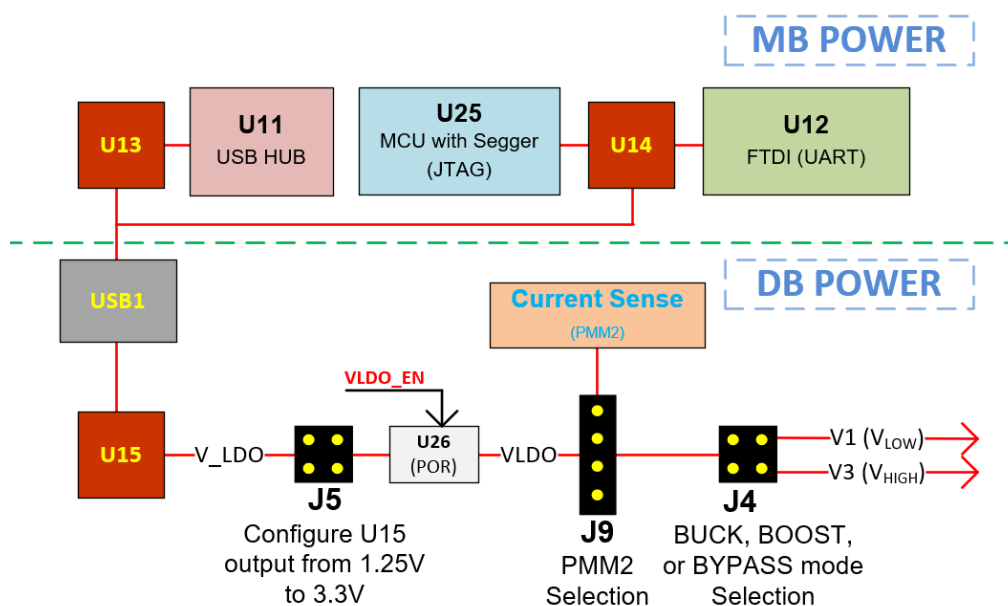 MB POWER
U13
U11
USB HUB
U25
MCU with Segger
(JTAG)
U14
U12
FTDI (UART)
USB1
DB POWER
Current Sense
(PMM2)
VLDO_EN
U15
V_LDO
J5
Configure U15
output from 1.25V
to 3.3V
U26
(POR)
VLDO
J9
PMM2
Selection
J4
BUCK, BOOST,
or BYPASS mode
Selection
V1 (VLOW)
V3 (VHIGH)